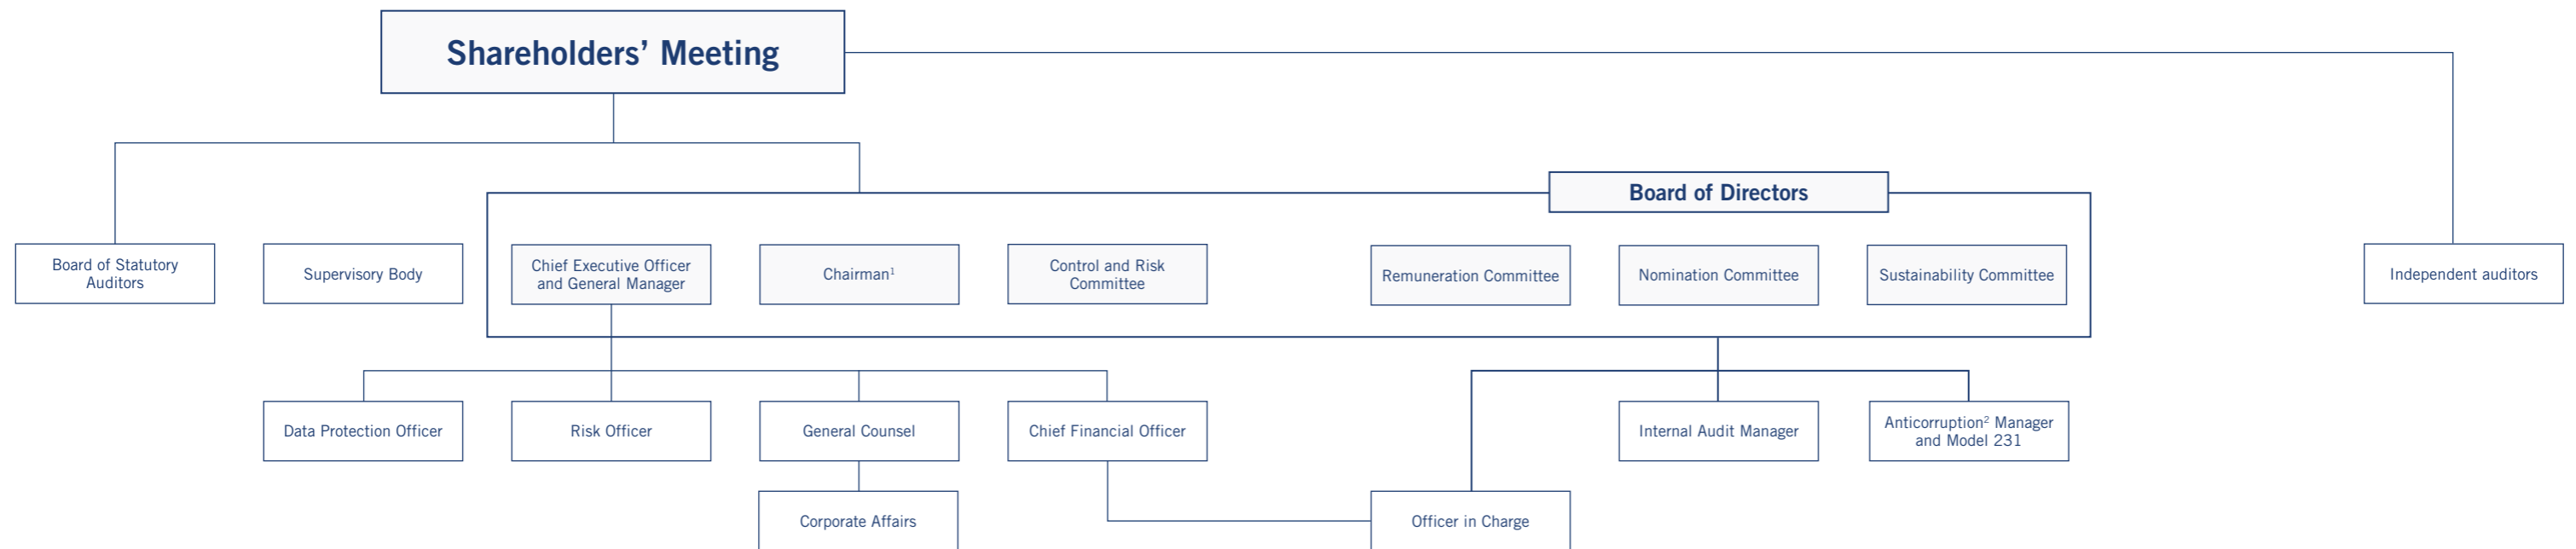 Shareholders’ Meeting
Board of Directors
Board of Statutory
Auditors
Supervisory Body
Chief Executive Officer
and General Manager
Chairman¹
Control and Risk
Committee
Remuneration Committee
Nomination Committee
Sustainability Committee
Independent auditors
Data Protection Officer
Risk Officer
General Counsel
Chief Financial Officer
Internal Audit Manager
Anticorruption² Manager
and Model 231
Corporate Affairs
Officer in Charge